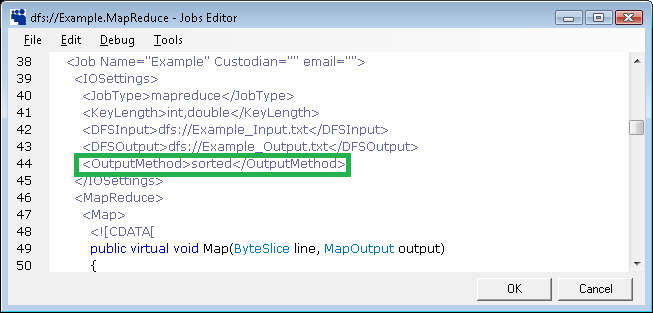 dfs://Example.MapReduce - Jobs Editor
File Edit Debug Tools
38 <Job Name="Example" Custodian="" email="">
39 <IOSettings>
40 <JobType>mapreduce</JobType>
41 <KeyLength>int,double</KeyLength>
42 <DFSInput>dfs://Example_Input.txt</DFSInput>
43 <DFSOutput>dfs://Example_Output.txt</DFSOutput>
44 <OutputMethod>sorted</OutputMethod>
45 </IOSettings>
46 <MapReduce>
47 <Map>
48 <![CDATA[
49 public virtual void Map(ByteSlice line, MapOutput output)
50 {
OK Cancel